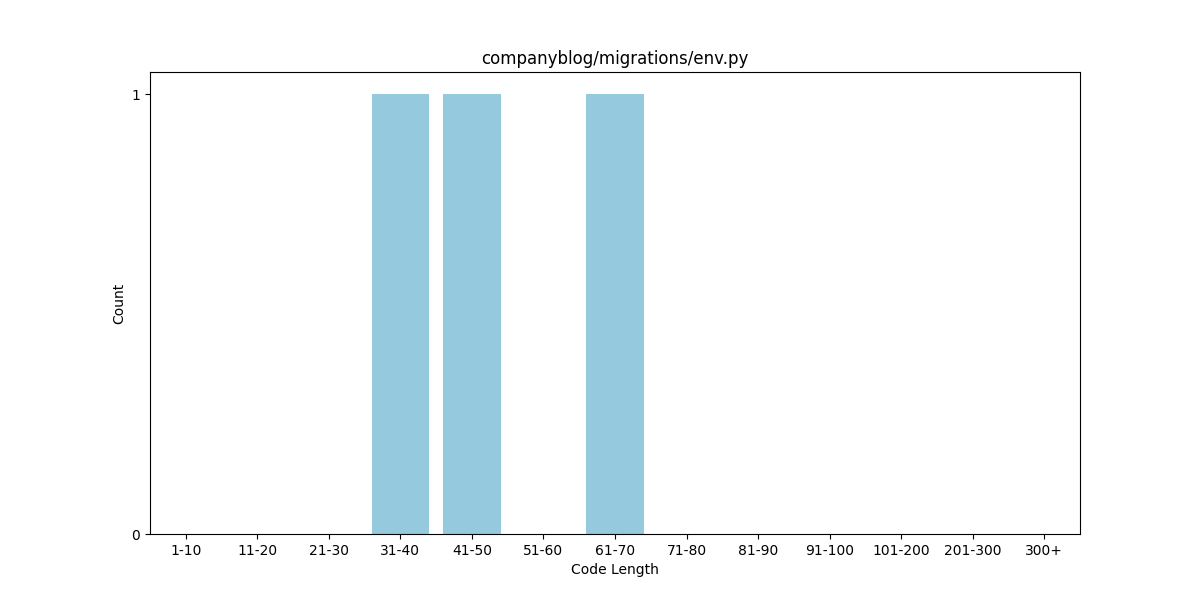 companyblog/migrations/env.py
1
Count
0
1-10 11-20 21-30 31-40 41-50 51-60 61-70 71-80 81-90 91-100 101-200 201-300 300+
Code Length